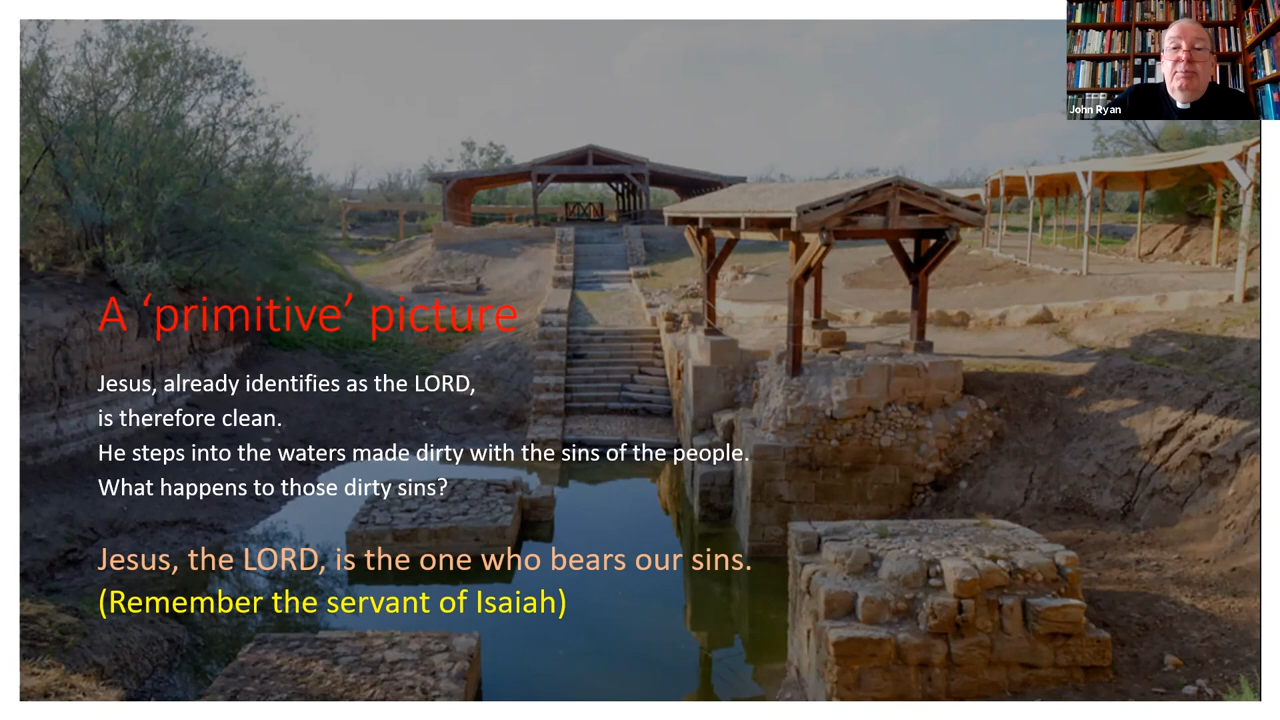 John Ryan
A ‘primitive’ picture
Jesus, already identifies as the LORD,
is therefore clean.
He steps into the waters made dirty with the sins of the people.
What happens to those dirty sins?
Jesus, the LORD, is the one who bears our sins.
(Remember the servant of Isaiah)